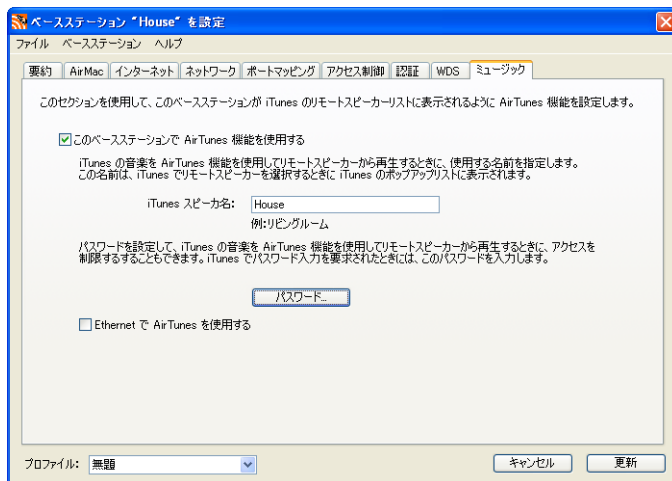 ベースステーション “House” を設定
ファイル ベースステーション ヘルプ
要約 AirMac インターネット ネットワーク ポートマッピング アクセス制御 認証 WDS ミュージック
このセクションを使用して、このベースステーションが iTunes のリモートスピーカーリストに表示されるように AirTunes 機能を設定します。
このベースステーションで AirTunes 機能を使用する
iTunes の音楽を AirTunes 機能を使用してリモートスピーカーから再生するときに、使用する名前を指定します。
この名前は、iTunes でリモートスピーカーを選択するときに iTunes のポップアップリストに表示されます。
iTunes スピーカ名: House
例:リビングルーム
パスワードを設定して、iTunes の音楽を AirTunes 機能を使用してリモートスピーカーから再生するときに、アクセスを
制限するすることもできます。iTunes でパスワード入力を要求されたときには、このパスワードを入力します。
パスワード...
Ethernet で AirTunes を使用する
プロファイル: 無題 キャンセル 更新